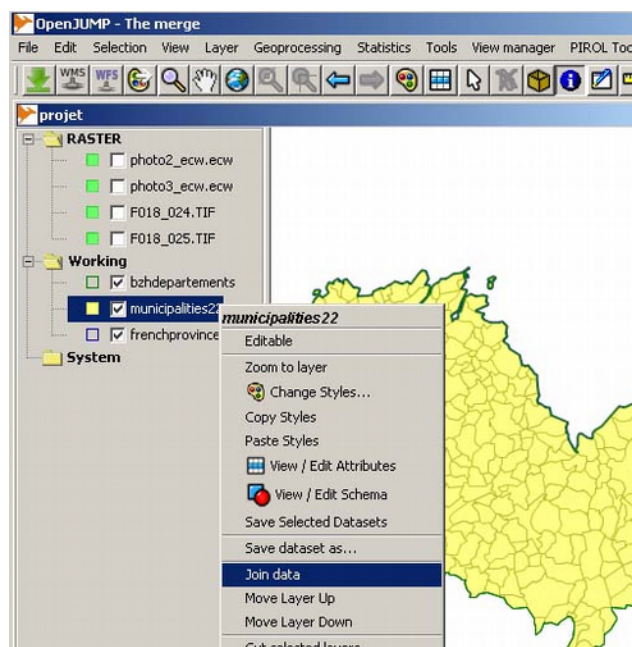 OpenJUMP - The merge
File Edit Selection View Layer Geoprocessing Statistics Tools View manager PIROL Too
WMS WFS
projet
RASTER
photo2_ecw.ecw
photo3_ecw.ecw
F018_024.TIF
F018_025.TIF
Working
bzhdepartements
municipalities22
frenchprovince
System
municipalities22
Editable
Zoom to layer
Change Styles...
Copy Styles
Paste Styles
View / Edit Attributes
View / Edit Schema
Save Selected Datasets
Save dataset as...
Join data
Move Layer Up
Move Layer Down
Cut selected layers